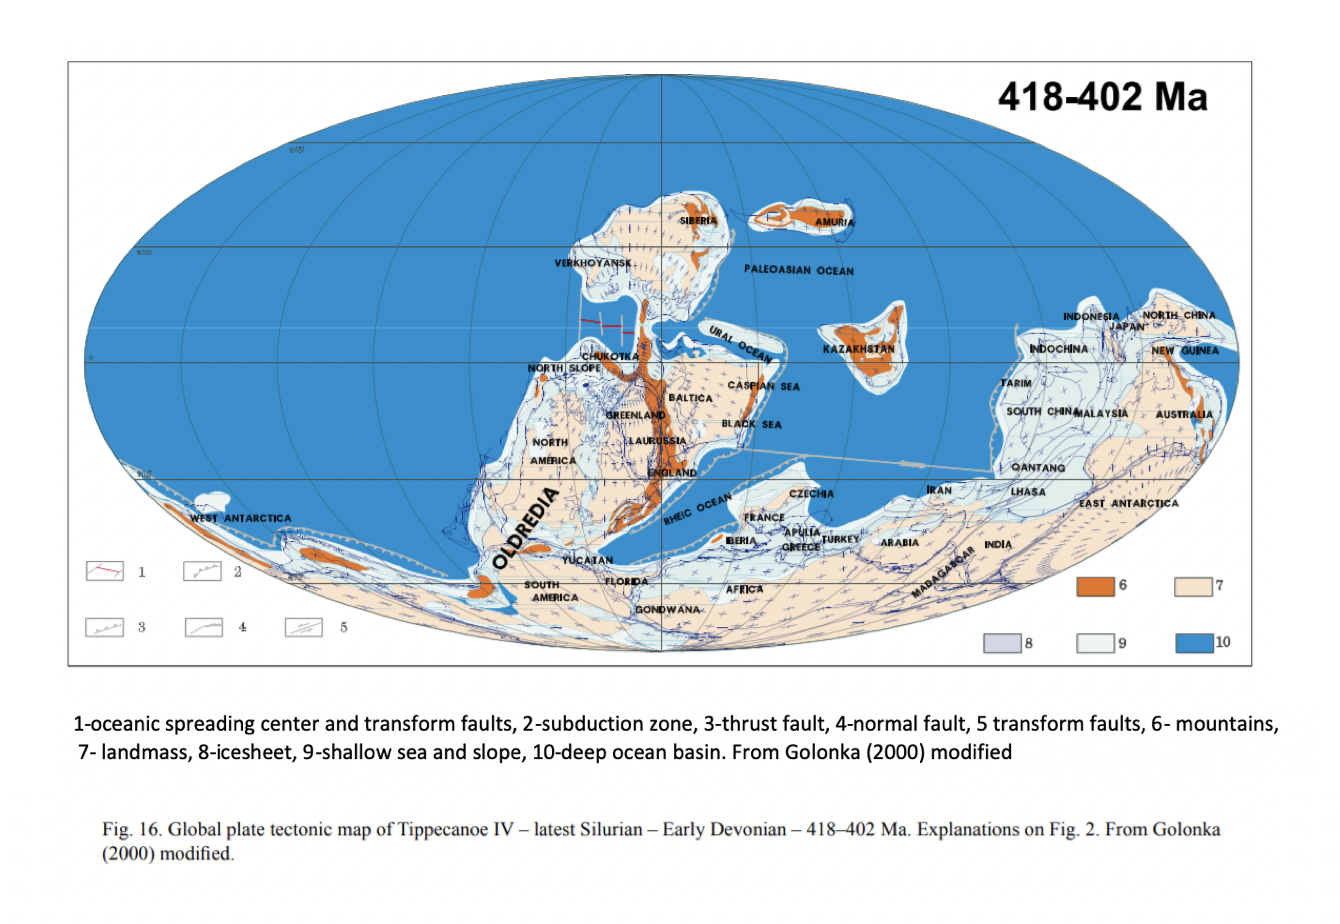 418-402 Ma
60N
30N
SIBERIA
AMURIA
VERKHOYANSK
PALEOASIAN OCEAN
INDONESIA
NORTH CHINA
JAPAN
URAL OCEAN
KAZAKHSTAN
INDOCHINA
NEW GUINEA
0
CHUKOTKA
NORTH SLOPE
TARIM
CASPIAN SEA
BALTICA
GREENLAND
SOUTH CHINA
MALAYSIA
AUSTRALIA
BLACK SEA
NORTH
AMERICA
LAURUSSIA
ENGLAND
QANTANG
LHASA
IRAN
CZECHIA
EAST ANTARCTICA
OLDREDIA
RHEIC OCEAN
FRANCE
WEST ANTARCTICA
APULIA
IBERIA
GREECE
TURKEY
ARABIA
INDIA
MADAGASCAR
YUCATAN
SOUTH
AMERICA
FLORIDA
AFRICA
GONDWANA
1
2
6
7
3
4
5
8
9
10
1-oceanic spreading center and transform faults, 2-subduction zone, 3-thrust fault, 4-normal fault, 5 transform faults, 6- mountains,
7- landmass, 8-icesheet, 9-shallow sea and slope, 10-deep ocean basin. From Golonka (2000) modified
Fig. 16. Global plate tectonic map of Tippecanoe IV – latest Silurian – Early Devonian – 418–402 Ma. Explanations on Fig. 2. From Golonka
(2000) modified.